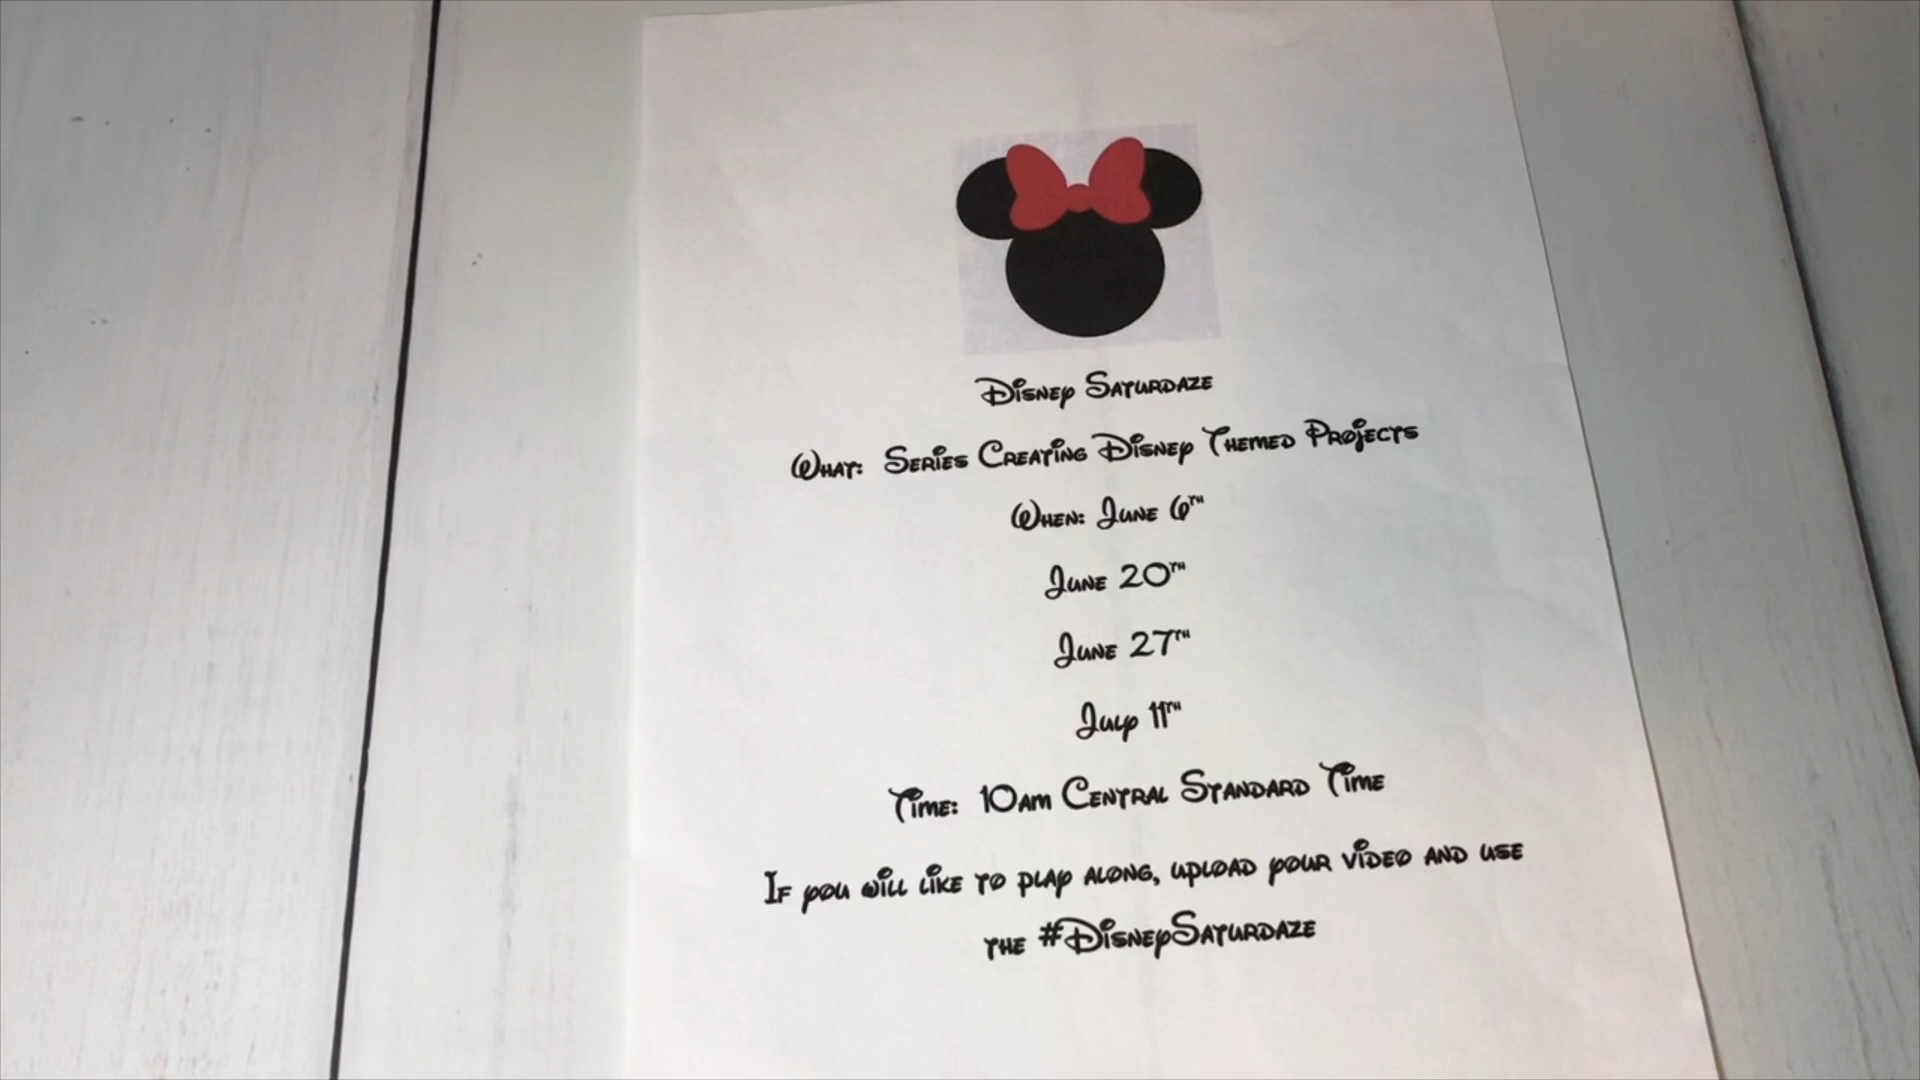 Disney Saturdaze
What: Series Creating Disney Themed Projects
When: June 6th
June 20th
June 27th
July 11th
Time: 10am Central Standard Time
If you will like to play along, upload your video and use
the #DisneySaturdaze